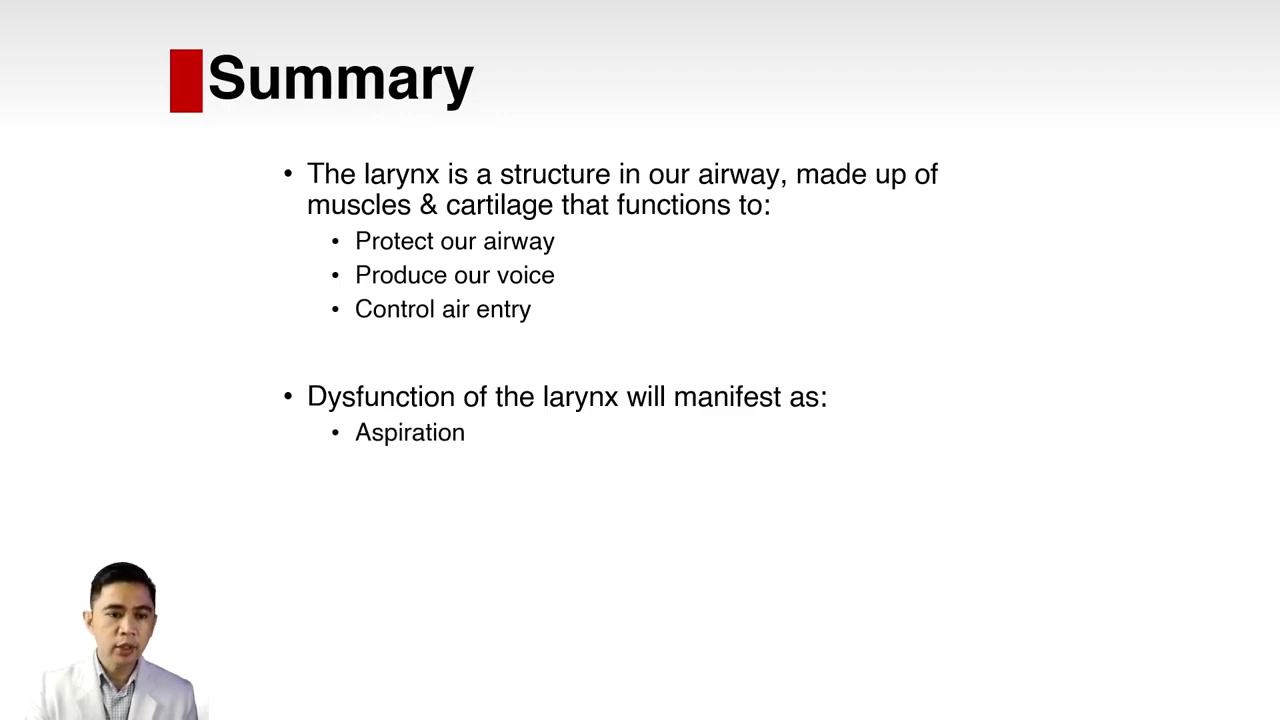 Summary
• The larynx is a structure in our airway, made up of
muscles & cartilage that functions to:
• Protect our airway
• Produce our voice
• Control air entry
• Dysfunction of the larynx will manifest as:
• Aspiration